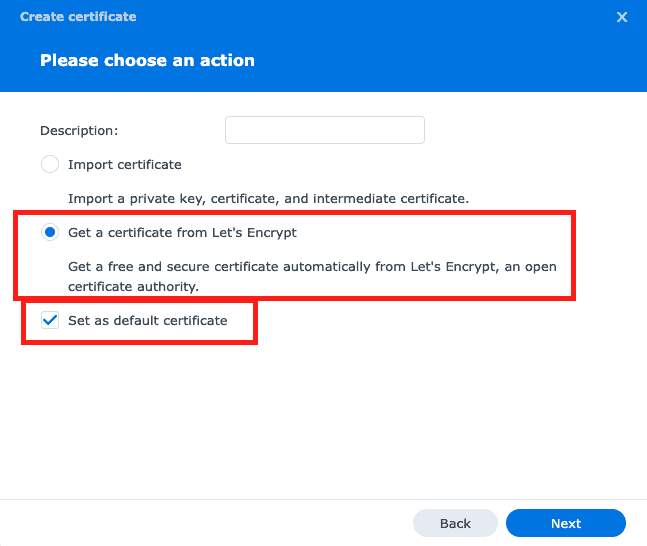 Create certificate
Please choose an action
Description:
Import certificate
Import a private key, certificate, and intermediate certificate.
Get a certificate from Let's Encrypt
Get a free and secure certificate automatically from Let's Encrypt, an open
certificate authority.
Set as default certificate
Back Next